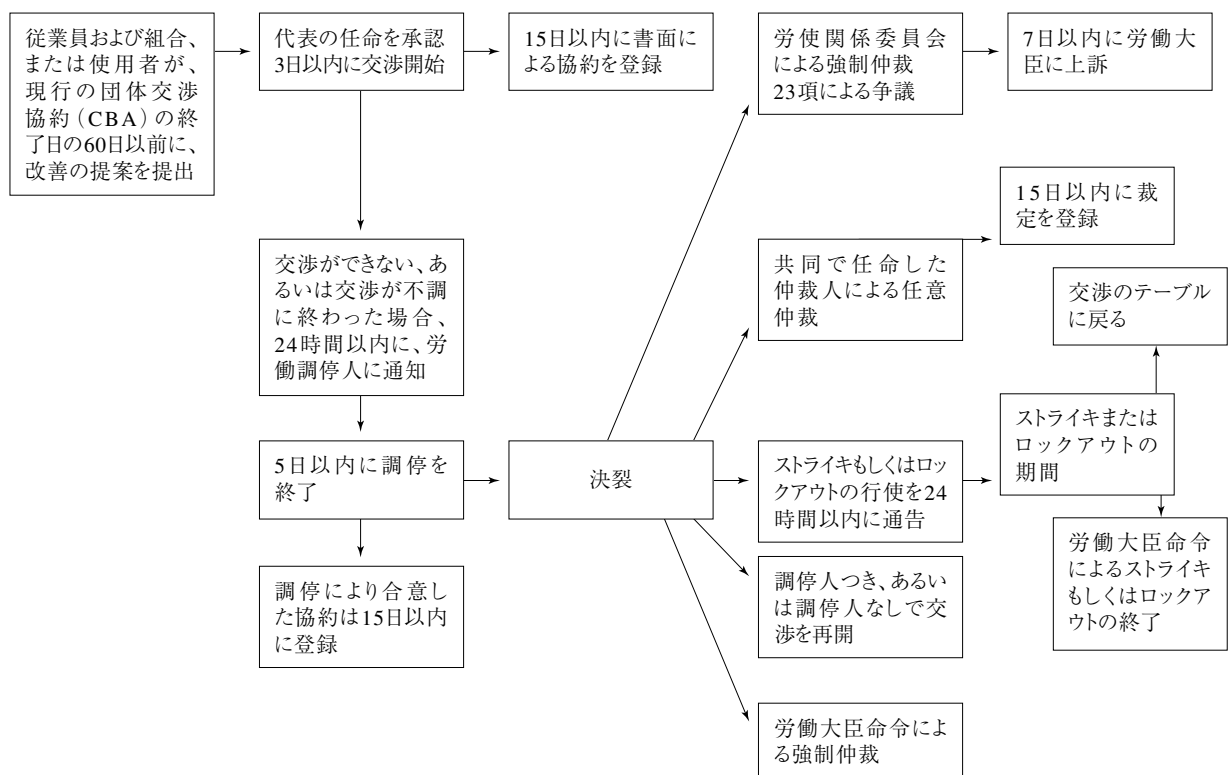 従業員および組合、
または使用者が、
現行の団体交渉
協約(CBA)の終
了日の60日以前に、
改善の提案を提出
代表の任命を承認
3日以内に交渉開始
15日以内に書面に
よる協約を登録
労使関係委員会
による強制仲裁
23項による争議
7日以内に労働大
臣に上訴
15日以内に裁
定を登録
交渉ができない、あ
るいは交渉が不調
に終わった場合、
24時間以内に、労
働調停人に通知
共同で任命した
仲裁人による任意
仲裁
交渉のテーブル
に戻る
5日以内に調停を
終了
決裂
ストライキもしくはロッ
クアウトの行使を24
時間以内に通告
ストライキまたは
ロックアウトの
期間
調停により合意し
た協約は15日以内
に登録
調停人つき、あるい
は調停人なしで交
渉を再開
労働大臣命令
によるストライキ
もしくはロックア
ウトの終了
労働大臣命令によ
る強制仲裁